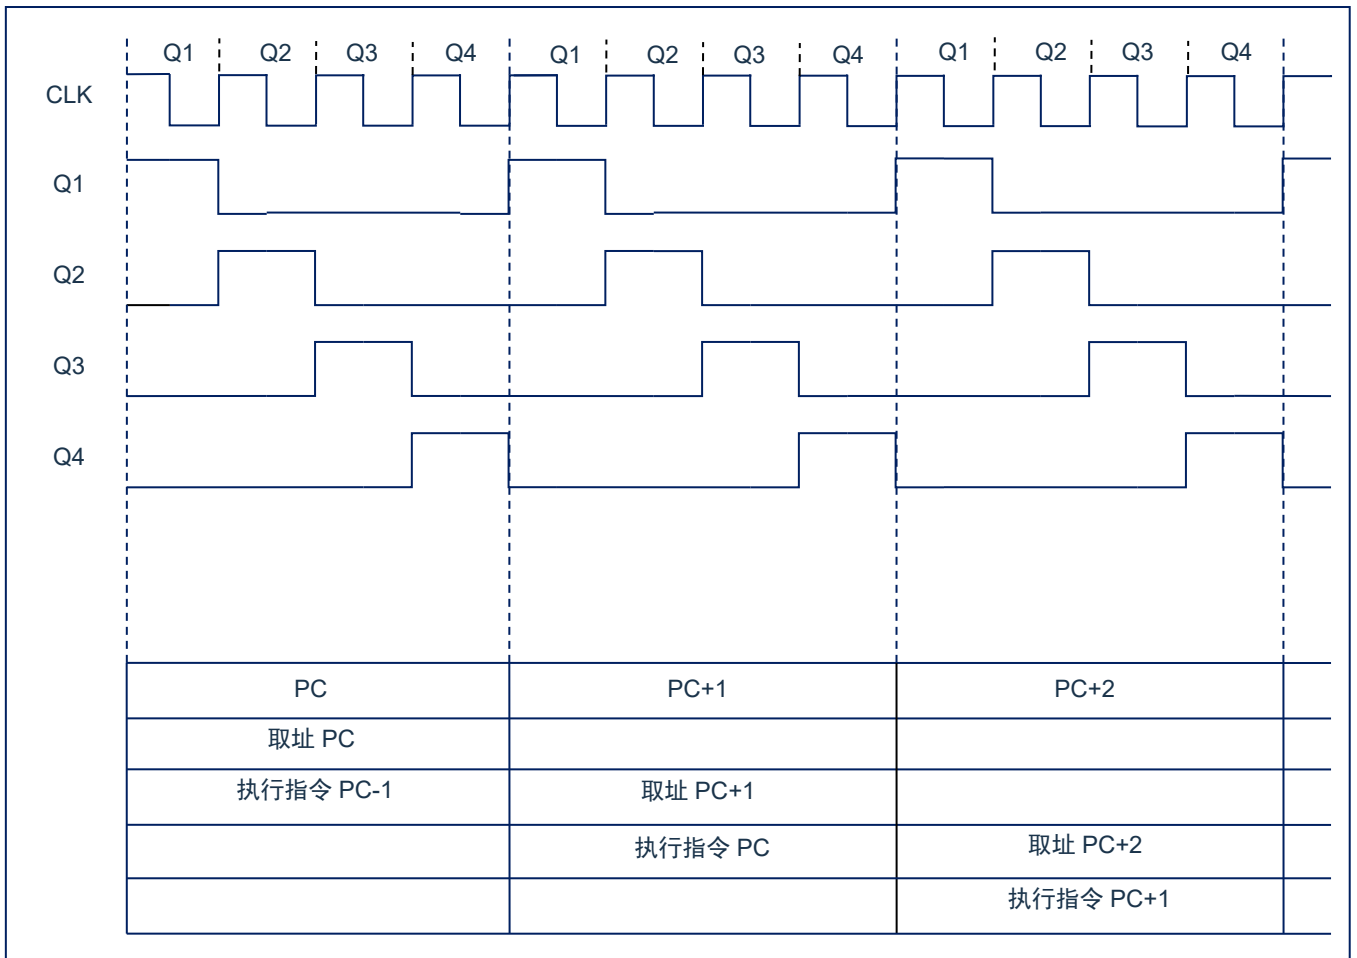 Q1 Q2 Q3 Q4 Q1 Q2 Q3 Q4 Q1 Q2 Q3 Q4
CLK
Q1
Q2
Q3
Q4
PC PC+1 PC+2
取址 PC
执行指令 PC-1 取址 PC+1
执行指令 PC 取址 PC+2
执行指令 PC+1